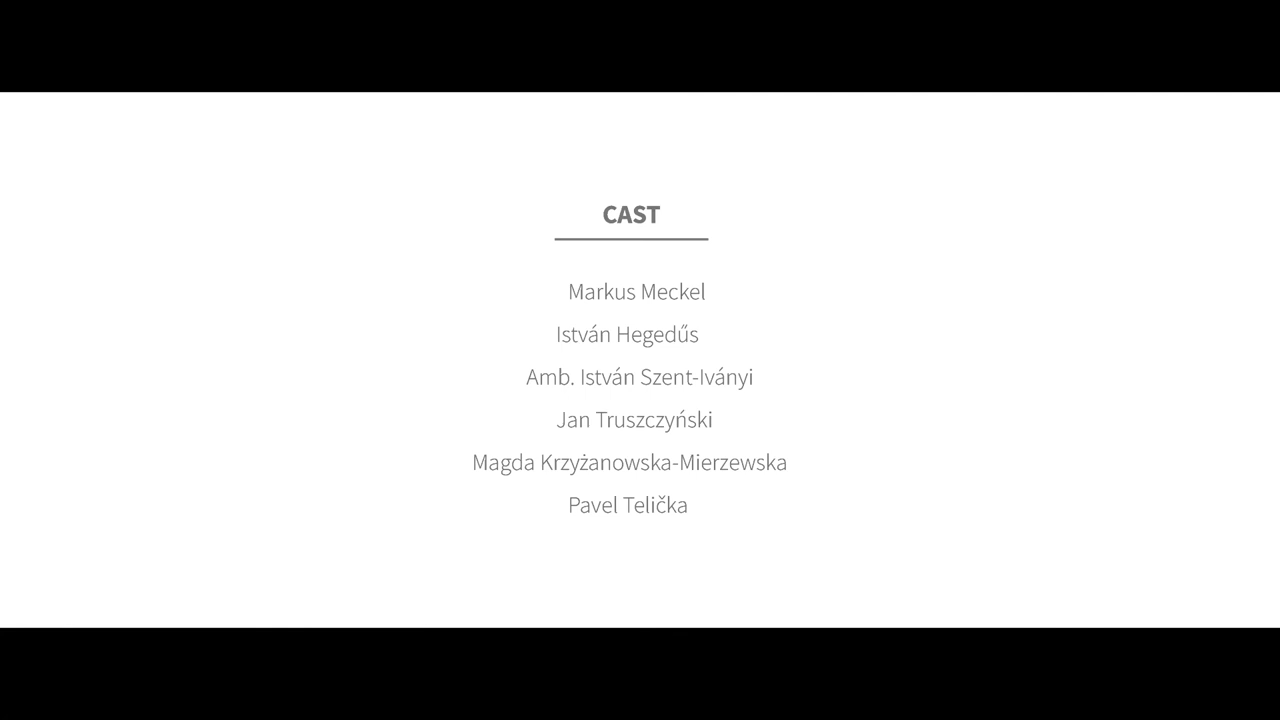 CAST
Markus Meckel
István Hegedűs
Amb. István Szent-Iványi
Jan Truszczyński
Magda Krzyżanowska-Mierzewska
Pavel Telička